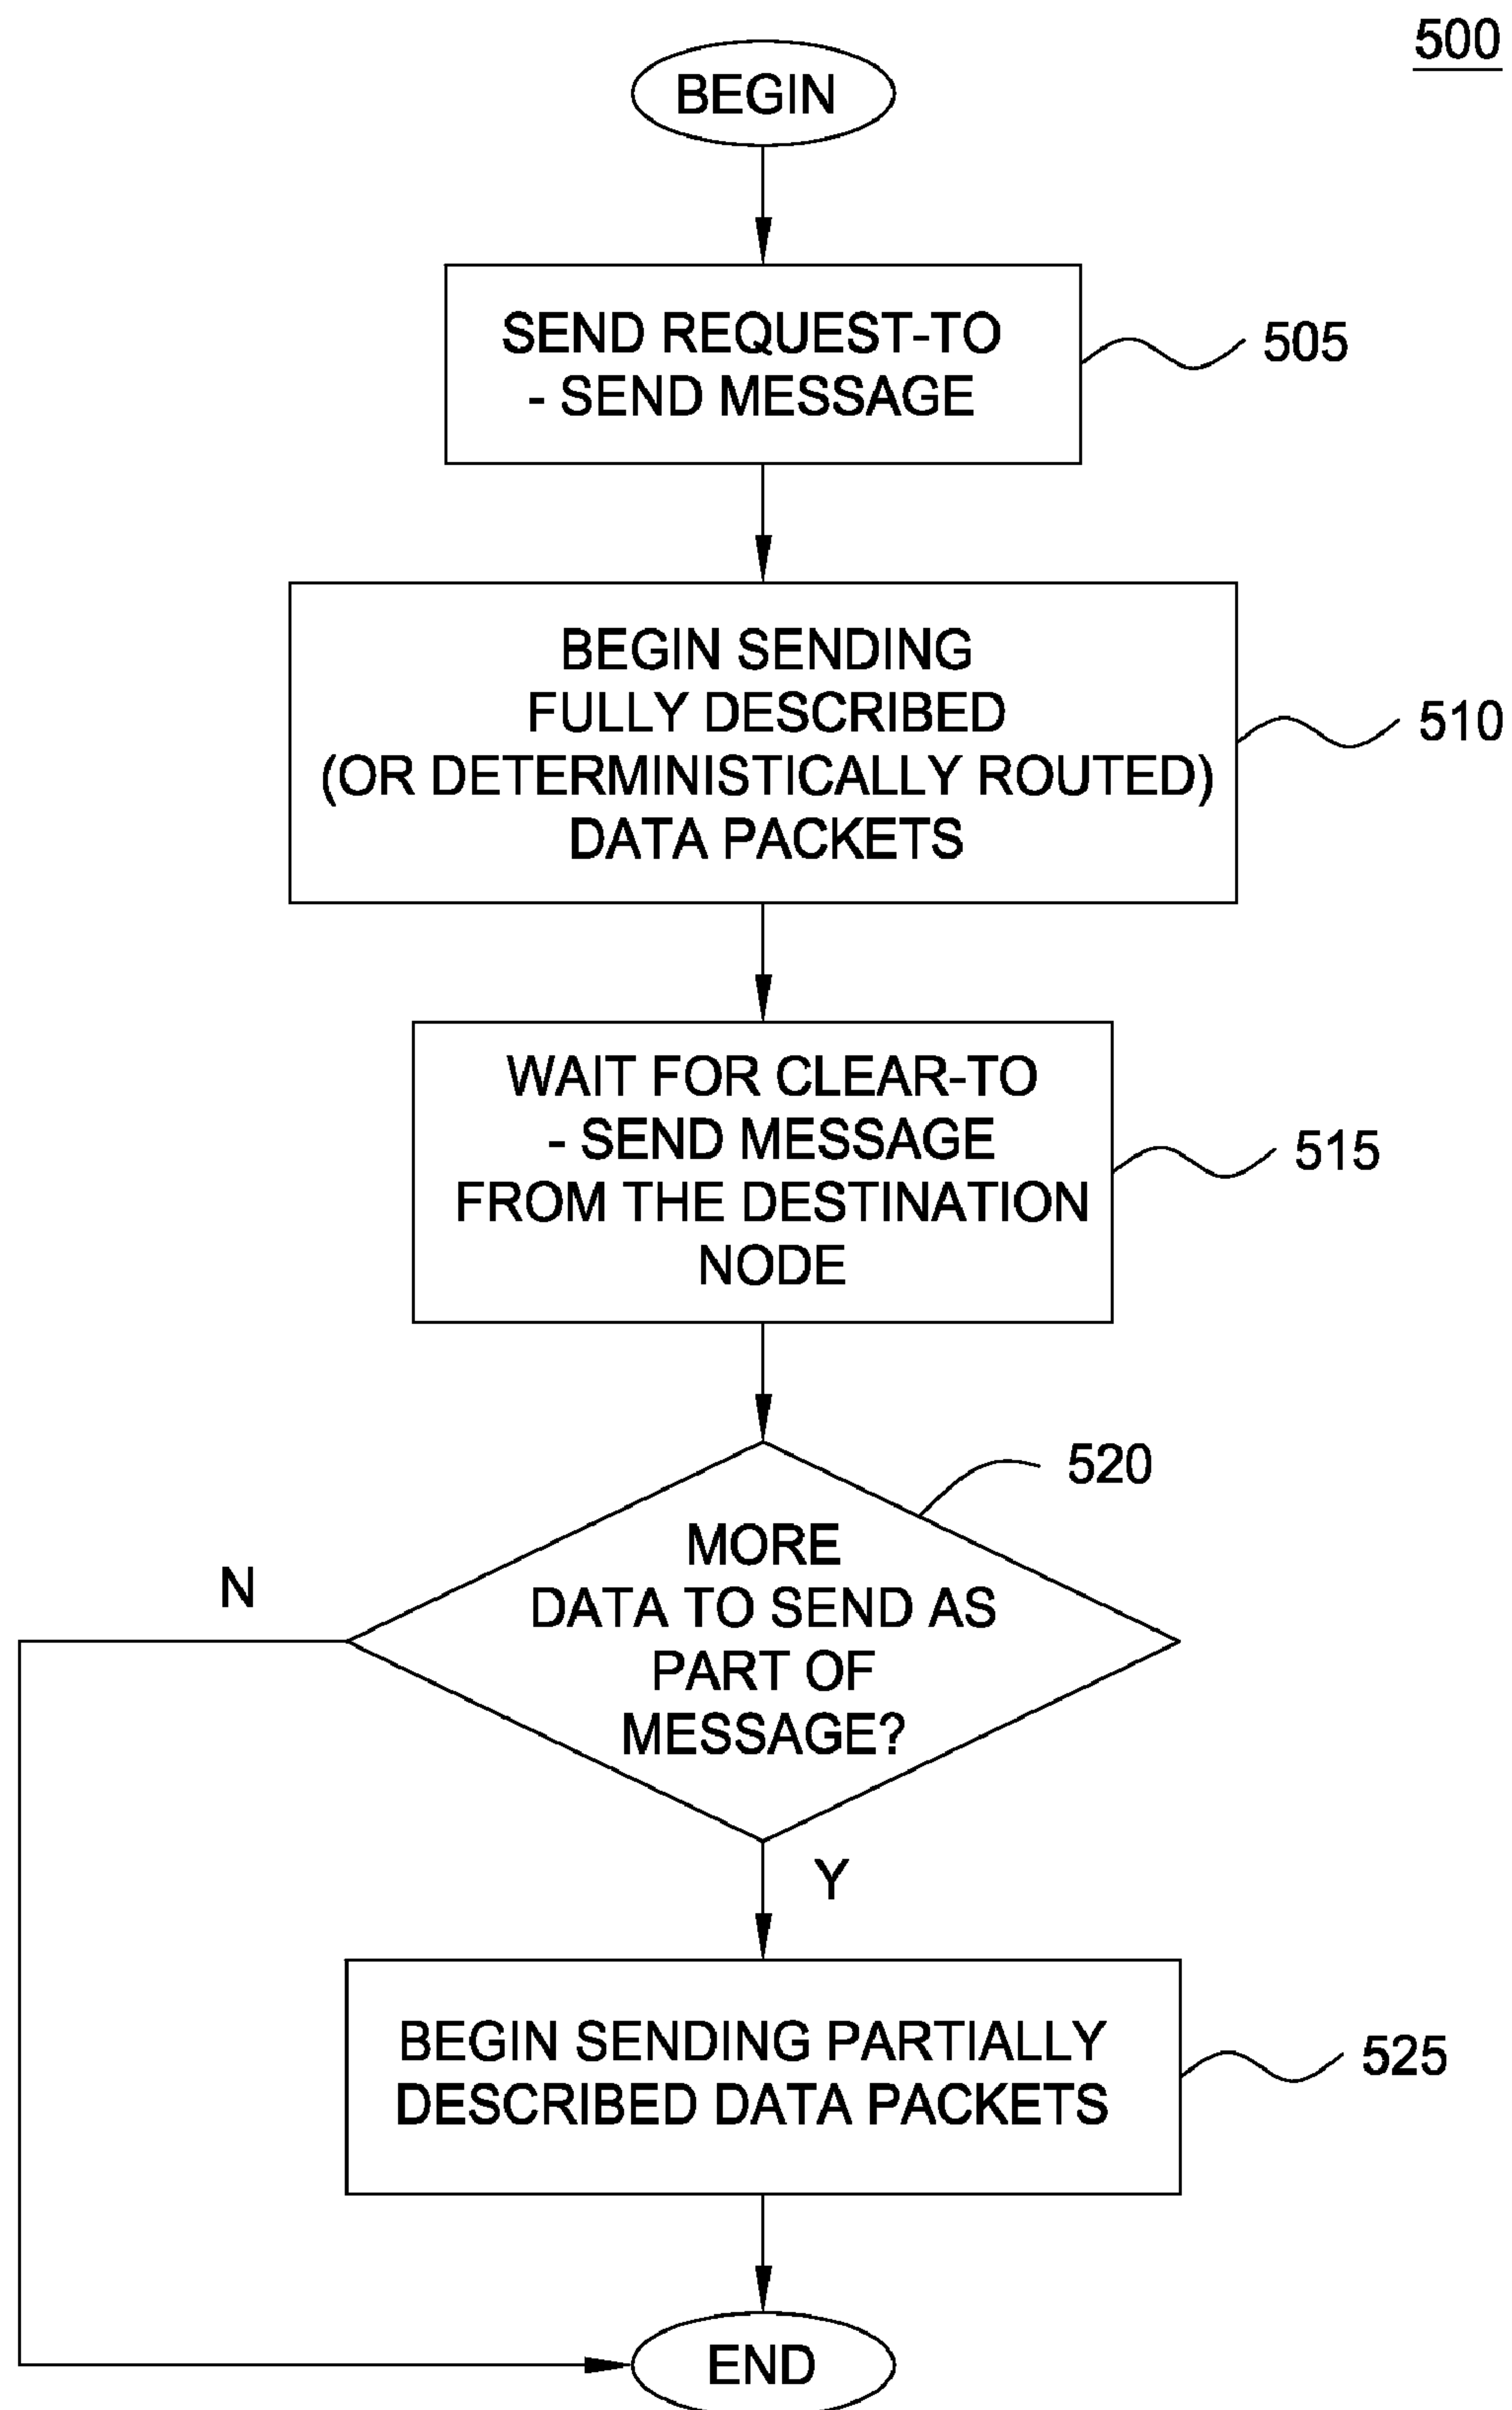 500
BEGIN
SEND REQUEST-TO
- SEND MESSAGE
505
BEGIN SENDING
FULLY DESCRIBED
(OR DETERMINISTICALLY ROUTED)
DATA PACKETS
510
WAIT FOR CLEAR-TO
- SEND MESSAGE
FROM THE DESTINATION
NODE
515
520
MORE
DATA TO SEND AS
PART OF
MESSAGE?
N
Y
BEGIN SENDING PARTIALLY
DESCRIBED DATA PACKETS
525
END